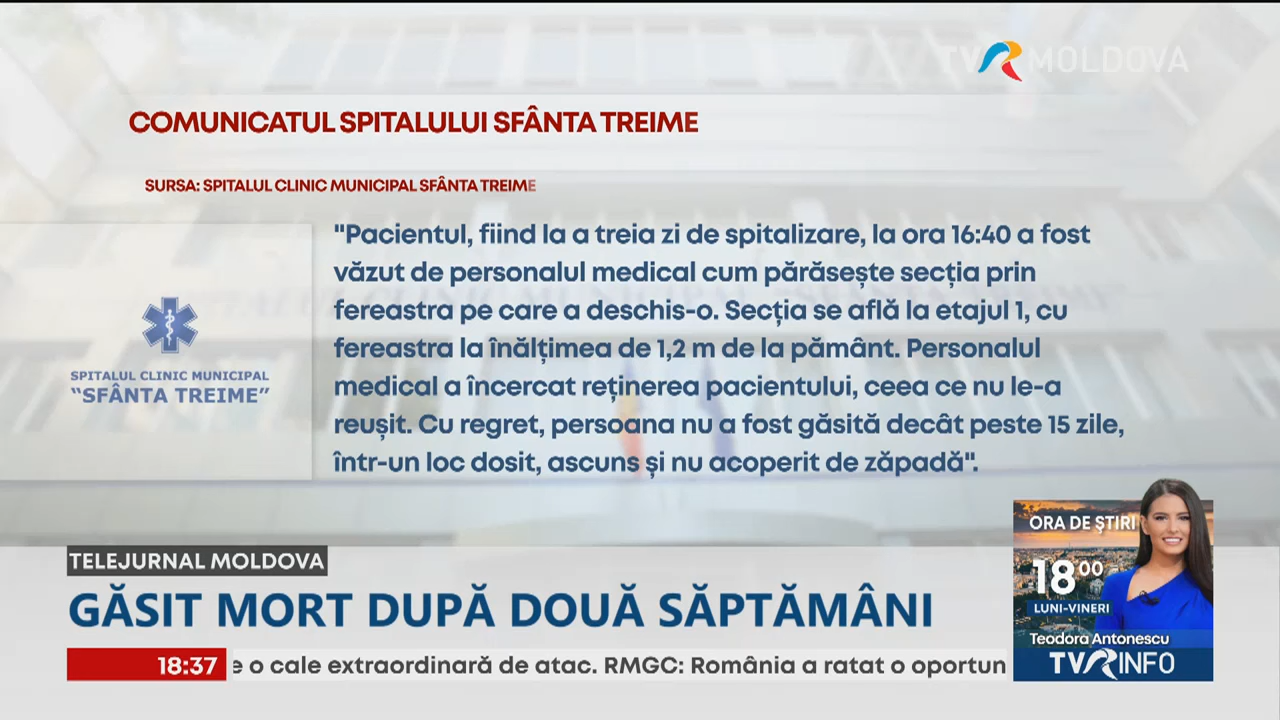 TVR MOLDOVA
COMUNICATUL SPITALULUI SFÂNTA TREIME
SURSA: SPITALUL CLINIC MUNICIPAL SFÂNTA TREIME
"Pacientul, fiind la a treia zi de spitalizare, la ora 16:40 a fost
văzut de personalul medical cum părăsește secția prin
fereastra pe care a deschis-o. Secția se află la etajul 1, cu
fereastra la înălțimea de 1,2 m de la pământ. Personalul
medical a încercat reținerea pacientului, ceea ce nu le-a
reușit. Cu regret, persoana nu a fost găsită decât peste 15 zile,
într-un loc dosit, ascuns și nu acoperit de zăpadă".
SPITALUL CLINIC MUNICIPAL
“SFÂNTA TREIME”
TELEJURNAL MOLDOVA
GĂSIT MORT DUPĂ DOUĂ SĂPTĂMÂNI
18:37
e o cale extraordinară de atac. RMGC: România a ratat o oportun
ORA DE ŞTIRI
18:00
LUNI-VINERI
Teodora Antonescu
TVR INFO